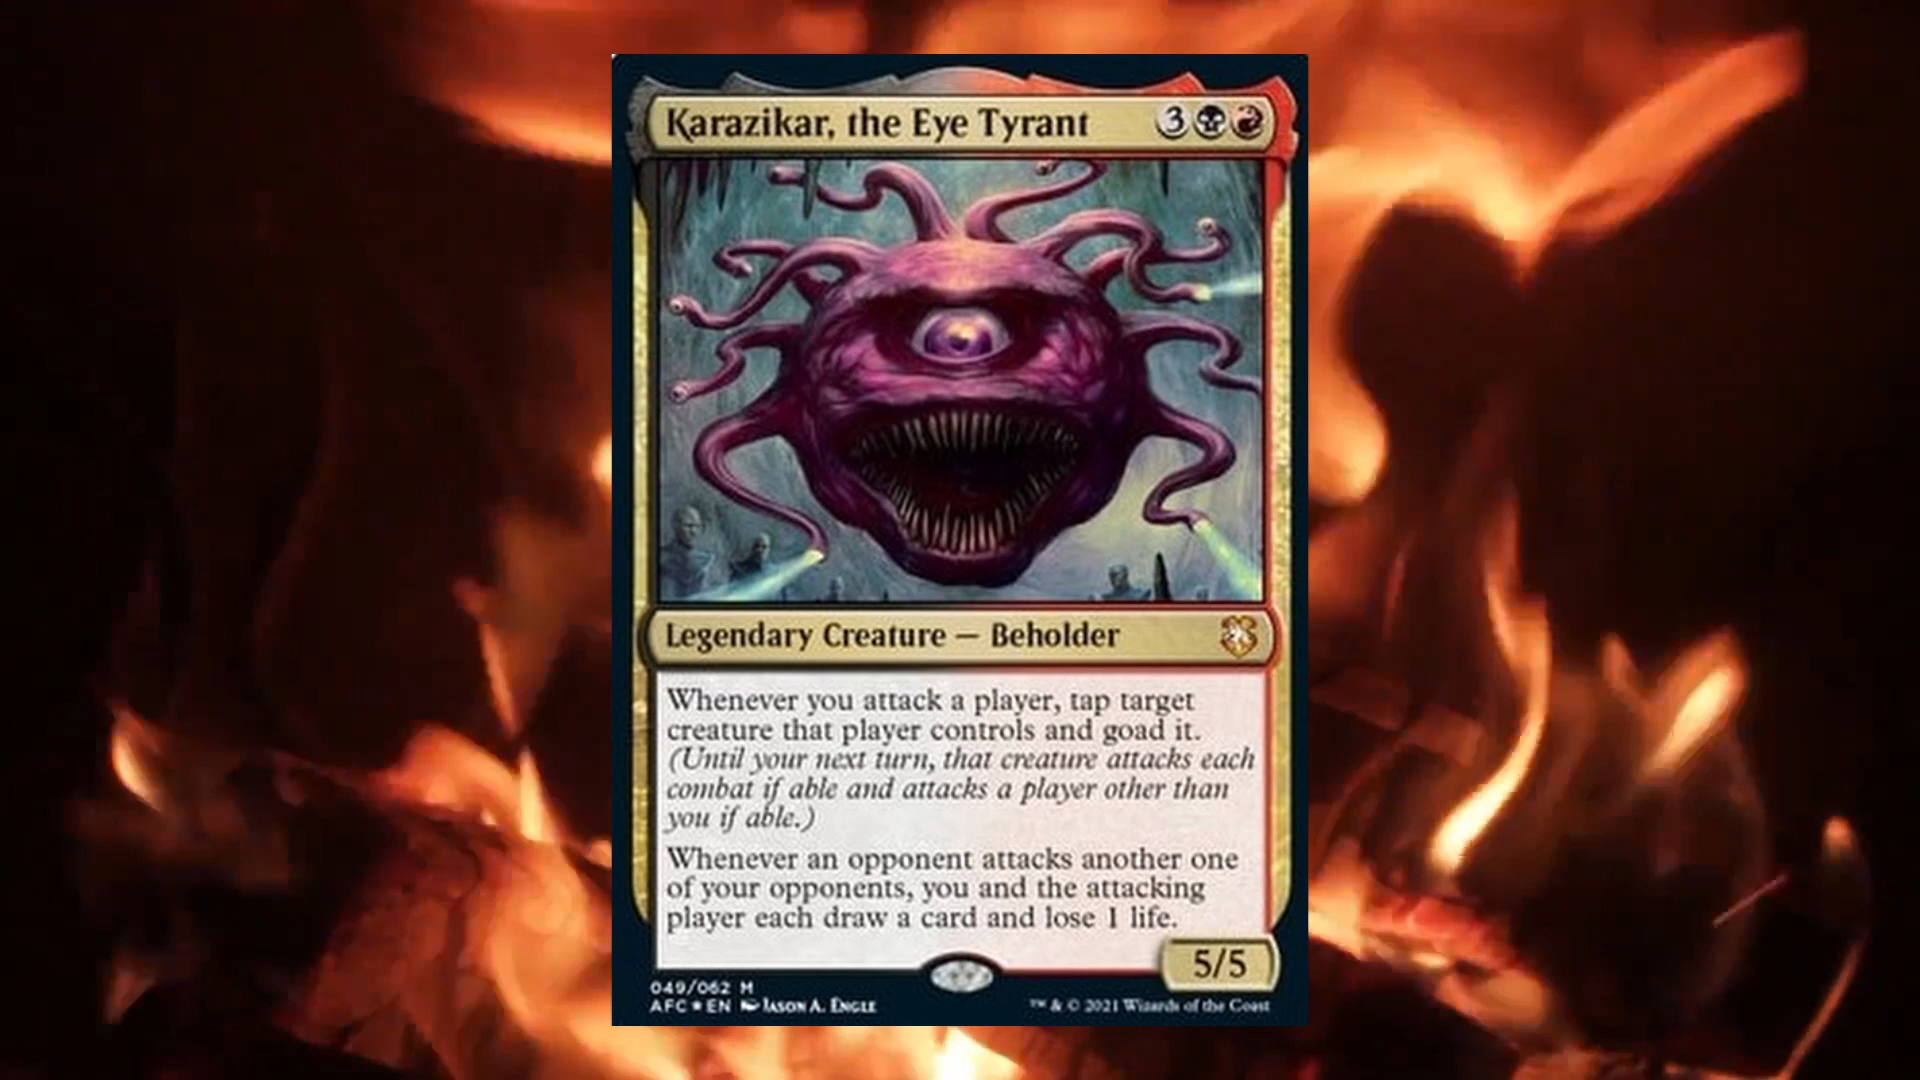 Karazikar, the Eye Tyrant 3
Legendary Creature — Beholder
Whenever you attack a player, tap target
creature that player controls and goad it.
(Until your next turn, that creature attacks each
combat if able and attacks a player other than
you if able.)
Whenever an opponent attacks another one
of your opponents, you and the attacking
player each draw a card and lose 1 life.
5/5
049/062 M
AFC★EN Jason A. Engle
™ & © 2021 Wizards of the Coast